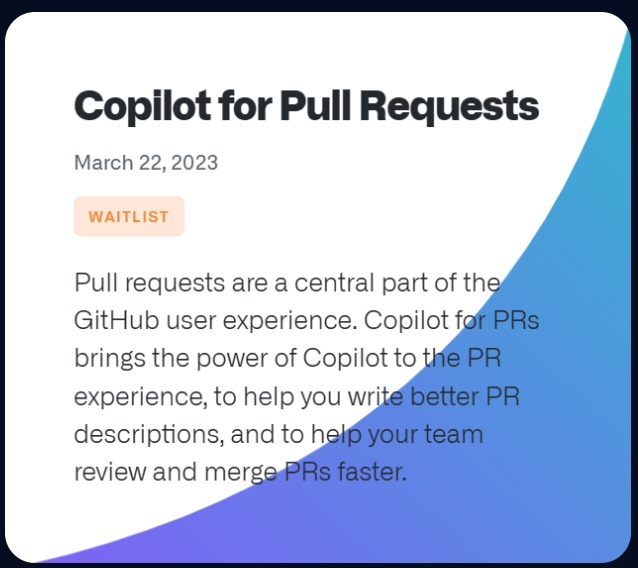 Copilot for Pull Requests
March 22, 2023
WAITLIST
Pull requests are a central part of the
GitHub user experience. Copilot for PRs
brings the power of Copilot to the PR
experience, to help you write better PR
descriptions, and to help your team
review and merge PRs faster.